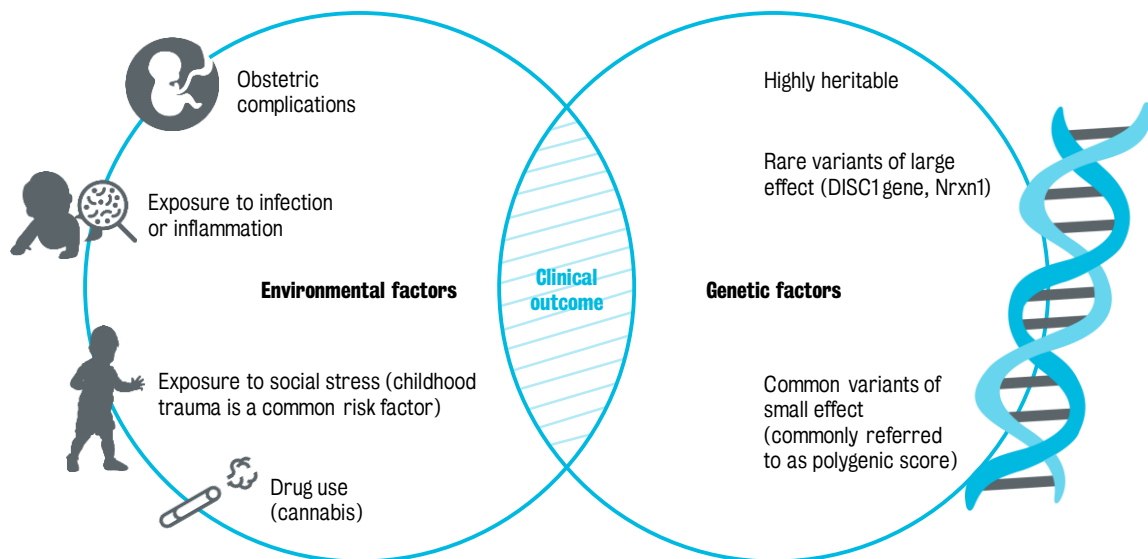 Obstetric
complications
Exposure to infection
or inflammation
Environmental factors
Exposure to social stress (childhood
trauma is a common risk factor)
Drug use
(cannabis)
Clinical
outcome
Highly heritable
Rare variants of large
effect (DISC1 gene, Nrxn1)
Genetic factors
Common variants of
small effect
(commonly referred
to as polygenic score)